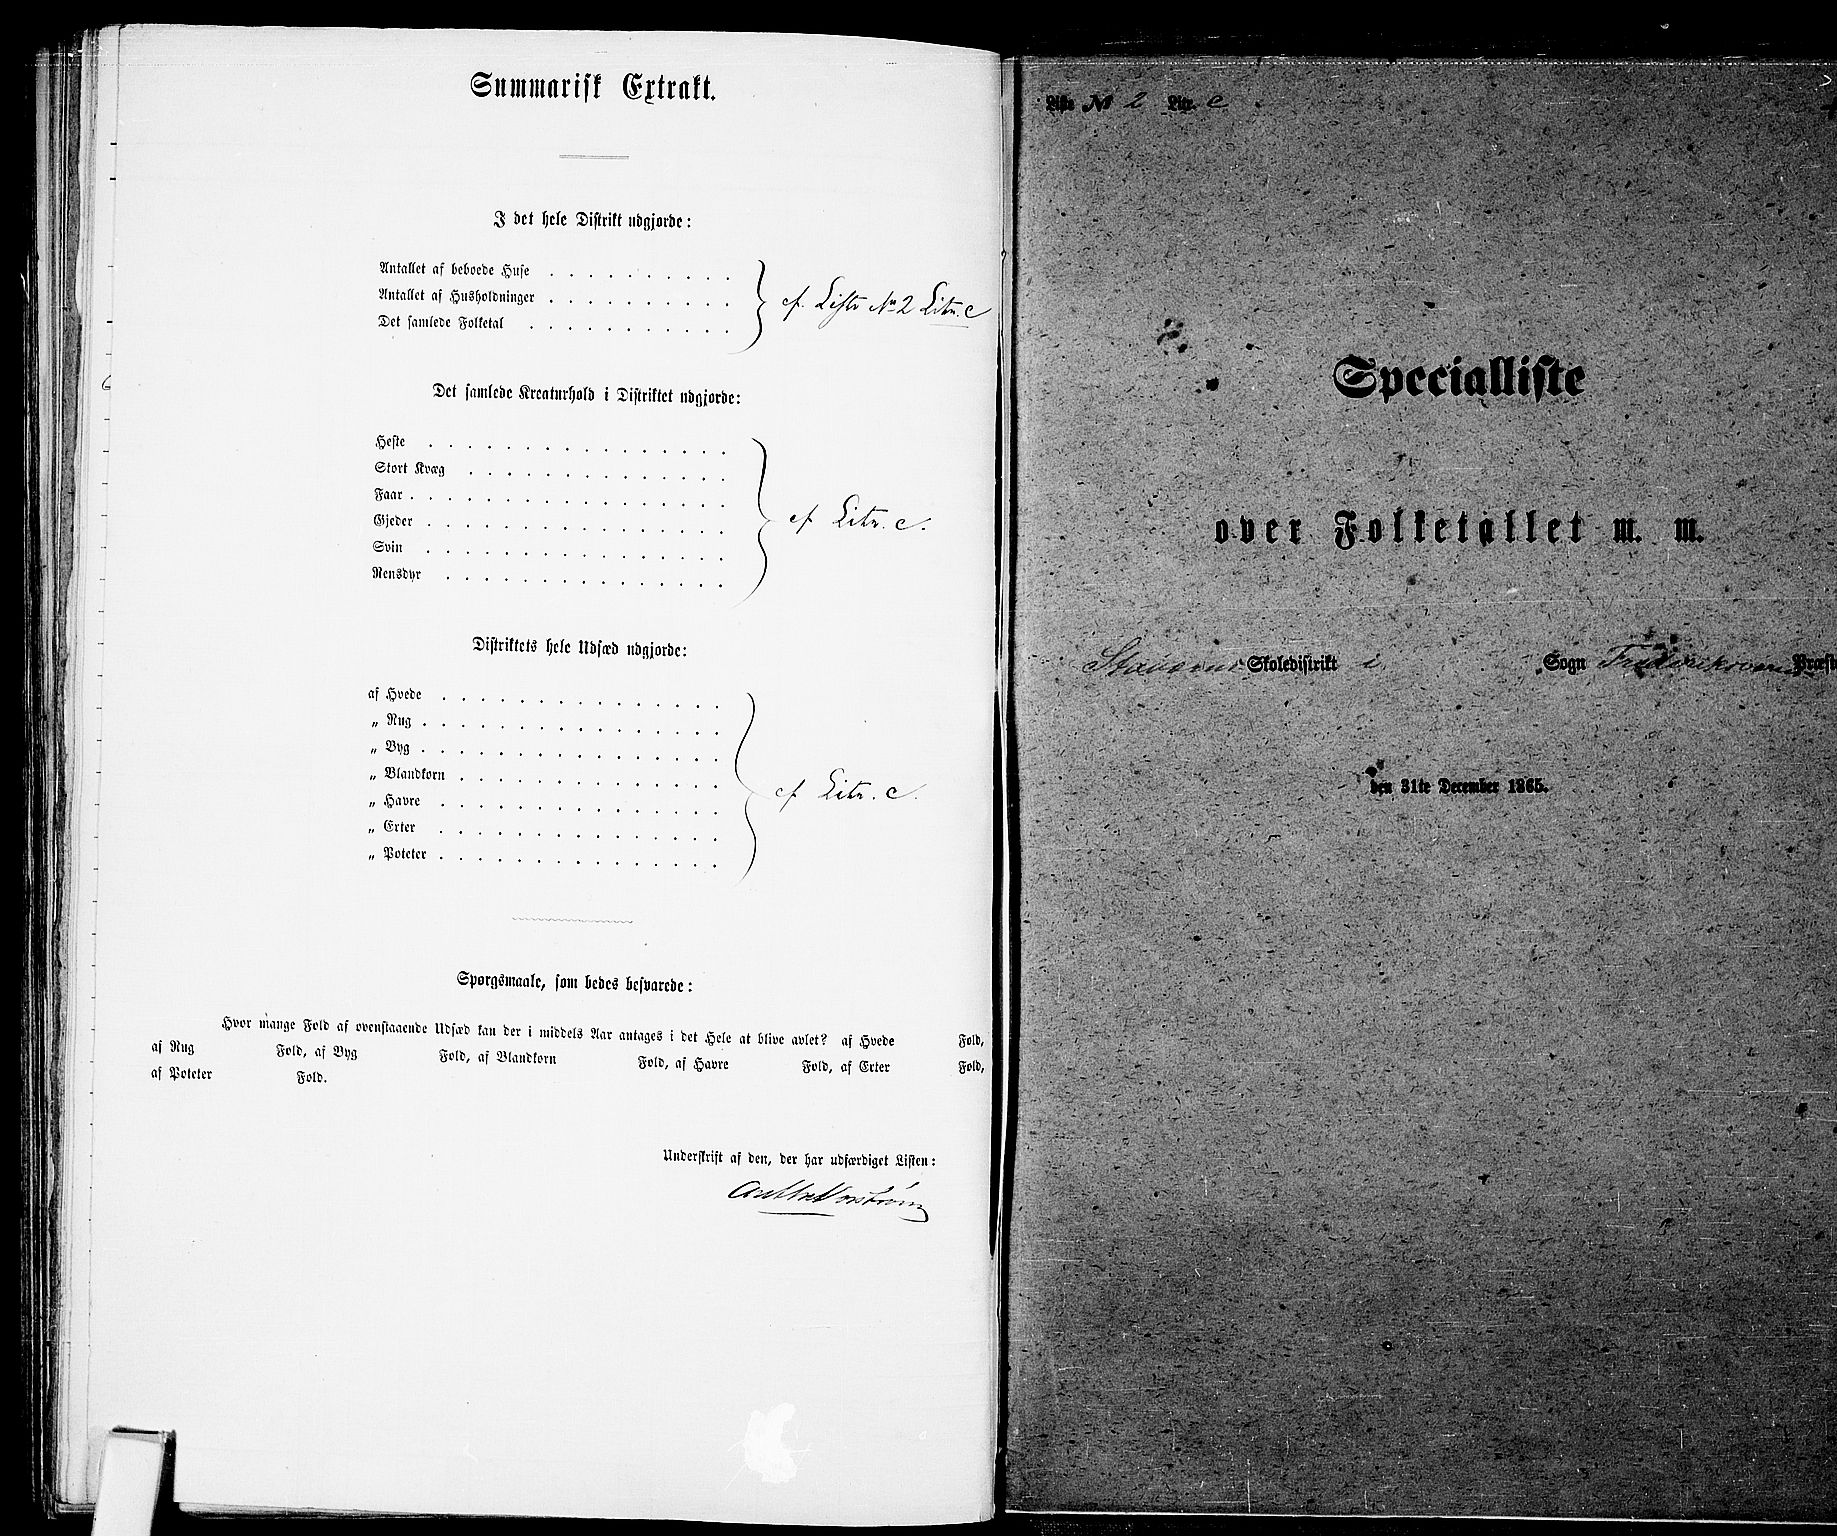 Summarisk Extrakt.
I det hele Distrikt udgjorde:
Antallet af beboede Huse
Antallet af Husholdninger
Det samlede Folketal
cf. Liste No 2 Litr. C
Det samlede Kreaturhold i Distriktet udgjorde:
Heste
Stort Kvæg
Faar
Gjeder
Svin
Rensdyr
cf Litr. C.
Distriktets hele Udsæd udgjorde:
af Hvede
„ Rug
„ Byg
„ Blandkorn
„ Havre
„ Erter
„ Poteter
cf Litr. C.
Spørgsmaale, som bedes besvarede:
Hvor mange Fold af ovenstaaende Udsæd kan der i middels Aar antages i det Hele at blive avlet? af Hvede Fold,
af Rug Fold, af Byg Fold, af Blandkorn Fold, af Havre Fold, af Erter Fold,
af Poteter Fold.
Underskrift af den, der har udfærdiget Listen:
Liste No 2 Litr. C
Specialliste
over Folketallet m. m.
Skoledistrikt i Sogn Præst
den 31te December 1865.